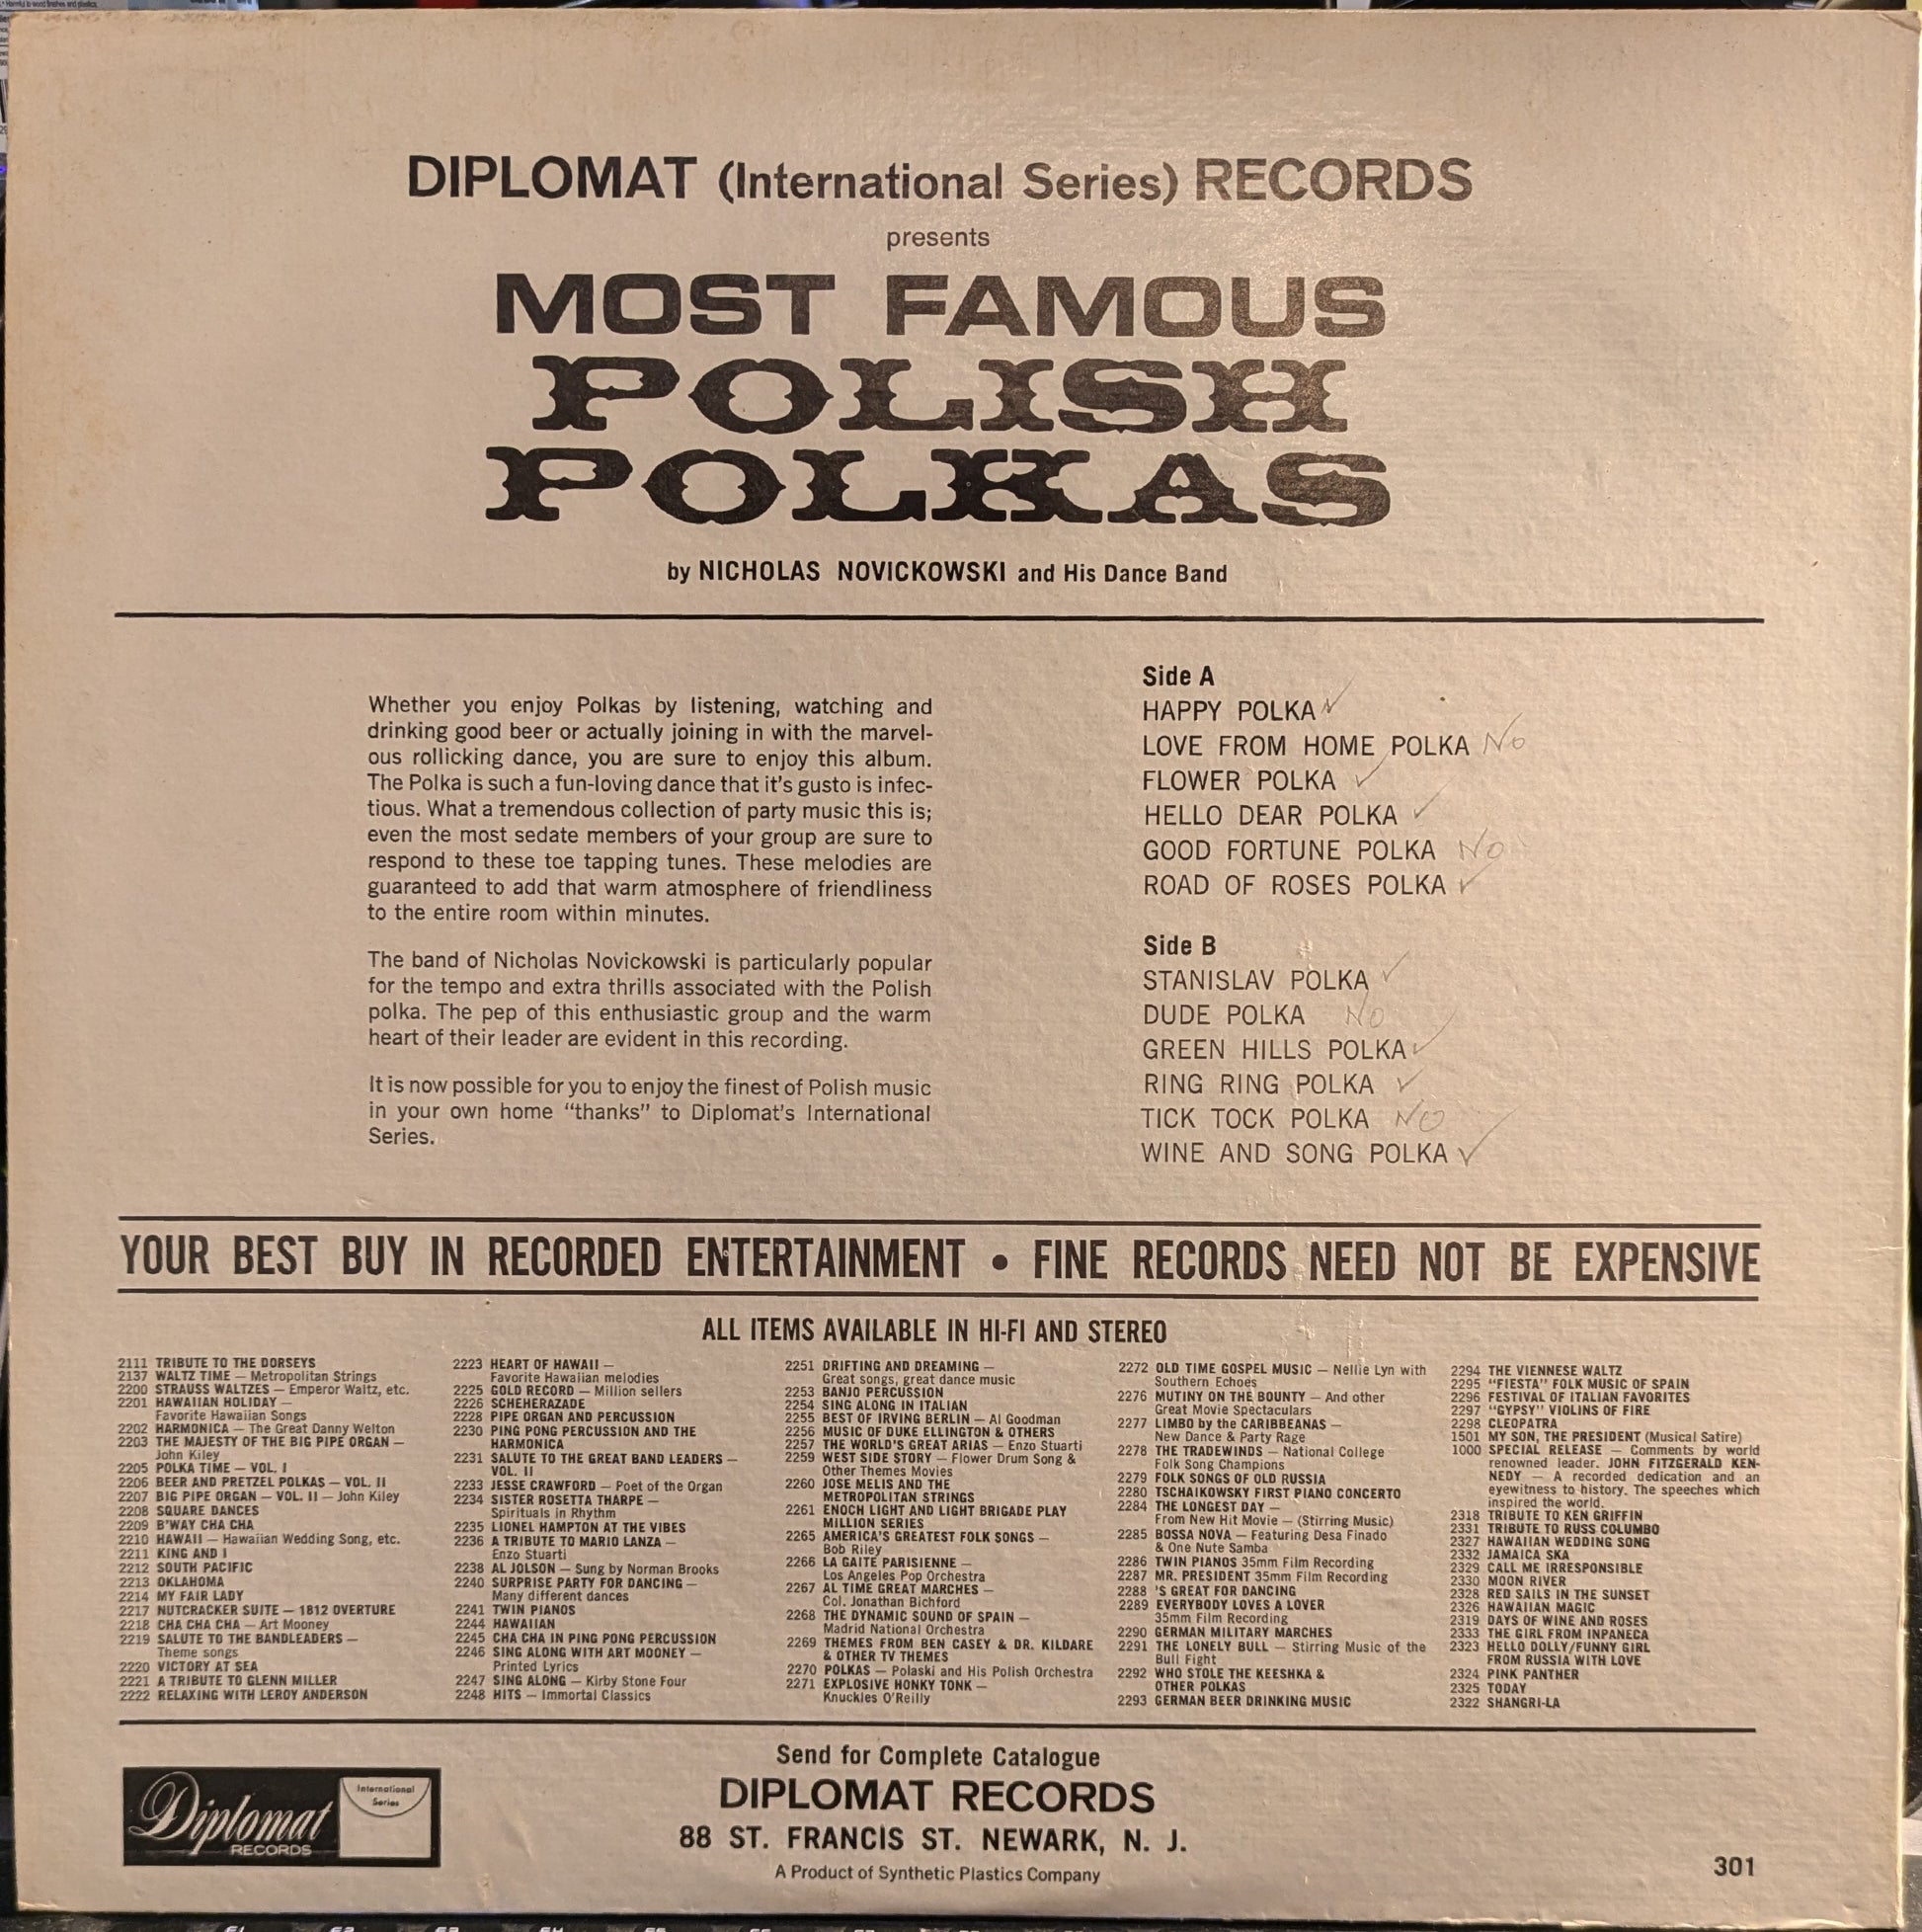 DIPLOMAT (International Series) RECORDS
presents
MOST FAMOUS
POLISH
POLKAS
by NICHOLAS NOVICKOWSKI and His Dance Band
Whether you enjoy Polkas by listening, watching and
drinking good beer or actually joining in with the marvel-
ous rollicking dance, you are sure to enjoy this album.
The Polka is such a fun-loving dance that it's gusto is infec-
tious. What a tremendous collection of party music this is;
even the most sedate members of your group are sure to
respond to these toe tapping tunes. These melodies are
guaranteed to add that warm atmosphere of friendliness
to the entire room within minutes.
The band of Nicholas Novickowski is particularly popular
for the tempo and extra thrills associated with the Polish
polka. The pep of this enthusiastic group and the warm
heart of their leader are evident in this recording.
It is now possible for you to enjoy the finest of Polish music
in your own home "thanks" to Diplomat's International
Series.
Side A
HAPPY POLKA ✓
LOVE FROM HOME POLKA No
FLOWER POLKA ✓
HELLO DEAR POLKA ✓
GOOD FORTUNE POLKA No
ROAD OF ROSES POLKA ✓
Side B
STANISLAV POLKA ✓
DUDE POLKA No
GREEN HILLS POLKA ✓
RING RING POLKA ✓
TICK TOCK POLKA NO
WINE AND SONG POLKA ✓
YOUR BEST BUY IN RECORDED ENTERTAINMENT • FINE RECORDS NEED NOT BE EXPENSIVE
ALL ITEMS AVAILABLE IN HI-FI AND STEREO
2111 TRIBUTE TO THE DORSEYS
2137 WALTZ TIME — Metropolitan Strings
2200 STRAUSS WALTZES — Emperor Waltz, etc.
2201 HAWAIIAN HOLIDAY —
Favorite Hawaiian Songs
2202 HARMONICA — The Great Danny Welton
2203 THE MAJESTY OF THE BIG PIPE ORGAN —
John Kiley
2205 POLKA TIME — VOL. I
2206 BEER AND PRETZEL POLKAS — VOL. II
2207 BIG PIPE ORGAN — VOL. II — John Kiley
2208 SQUARE DANCES
2209 B'WAY CHA CHA
2210 HAWAII — Hawaiian Wedding Song, etc.
2211 KING AND I
2212 SOUTH PACIFIC
2213 OKLAHOMA
2214 MY FAIR LADY
2217 NUTCRACKER SUITE — 1812 OVERTURE
2218 CHA CHA CHA — Art Mooney
2219 SALUTE TO THE BANDLEADERS —
Theme songs
2220 VICTORY AT SEA
2221 A TRIBUTE TO GLENN MILLER
2222 RELAXING WITH LEROY ANDERSON
2223 HEART OF HAWAII —
Favorite Hawaiian melodies
2225 GOLD RECORD — Million sellers
2226 SCHEHERAZADE
2228 PIPE ORGAN AND PERCUSSION
2230 PING PONG PERCUSSION AND THE
HARMONICA
2231 SALUTE TO THE GREAT BAND LEADERS —
VOL. II
2233 JESSE CRAWFORD — Poet of the Organ
2234 SISTER ROSETTA THARPE —
Spirituals in Rhythm
2235 LIONEL HAMPTON AT THE VIBES
2236 A TRIBUTE TO MARIO LANZA —
Enzo Stuarti
2238 AL JOLSON — Sung by Norman Brooks
2240 SURPRISE PARTY FOR DANCING —
Many different dances
2241 TWIN PIANOS
2244 HAWAIIAN
2245 CHA CHA IN PING PONG PERCUSSION
2246 SING ALONG WITH ART MOONEY —
Printed Lyrics
2247 SING ALONG — Kirby Stone Four
2248 HITS — Immortal Classics
2251 DRIFTING AND DREAMING —
Great songs, great dance music
2253 BANJO PERCUSSION
2254 SING ALONG IN ITALIAN
2255 BEST OF IRVING BERLIN — Al Goodman
2256 MUSIC OF DUKE ELLINGTON & OTHERS
2257 THE WORLD'S GREAT ARIAS — Enzo Stuarti
2259 WEST SIDE STORY — Flower Drum Song &
Other Themes Movies
2260 JOSE MELIS AND THE
METROPOLITAN STRINGS
2261 ENOCH LIGHT AND LIGHT BRIGADE PLAY
MILLION SERIES
2265 AMERICA'S GREATEST FOLK SONGS —
Bob Riley
2266 LA GAITE PARISIENNE —
Los Angeles Pop Orchestra
2267 AL TIME GREAT MARCHES —
Col. Jonathan Bichford
2268 THE DYNAMIC SOUND OF SPAIN —
Madrid National Orchestra
2269 THEMES FROM BEN CASEY & DR. KILDARE
& OTHER TV THEMES
2270 POLKAS — Polaski and His Polish Orchestra
2271 EXPLOSIVE HONKY TONK —
Knuckles O'Reilly
2272 OLD TIME GOSPEL MUSIC — Nellie Lyn with
Southern Echoes
2276 MUTINY ON THE BOUNTY — And other
Great Movie Spectaculars
2277 LIMBO by the CARIBBEANAS —
New Dance & Party Rage
2278 THE TRADEWINDS — National College
Folk Song Champions
2279 FOLK SONGS OF OLD RUSSIA
2280 TSCHAIKOWSKY FIRST PIANO CONCERTO
2284 THE LONGEST DAY —
From New Hit Movie — (Stirring Music)
2285 BOSSA NOVA — Featuring Desa Finado
& One Nute Samba
2286 TWIN PIANOS 35mm Film Recording
2287 MR. PRESIDENT 35mm Film Recording
2288 'S GREAT FOR DANCING
2289 EVERYBODY LOVES A LOVER
35mm Film Recording
2290 GERMAN MILITARY MARCHES
2291 THE LONELY BULL — Stirring Music of the
Bull Fight
2292 WHO STOLE THE KEESHKA &
OTHER POLKAS
2293 GERMAN BEER DRINKING MUSIC
2294 THE VIENNESE WALTZ
2295 "FIESTA" FOLK MUSIC OF SPAIN
2296 FESTIVAL OF ITALIAN FAVORITES
2297 "GYPSY" VIOLINS OF FIRE
2298 CLEOPATRA
1501 MY SON, THE PRESIDENT (Musical Satire)
1000 SPECIAL RELEASE — Comments by world
renowned leader. JOHN FITZGERALD KEN-
NEDY — A recorded dedication and an
eyewitness to history. The speeches which
inspired the world.
2318 TRIBUTE TO KEN GRIFFIN
2331 TRIBUTE TO RUSS COLUMBO
2327 HAWAIIAN WEDDING SONG
2332 JAMAICA SKA
2329 CALL ME IRRESPONSIBLE
2330 MOON RIVER
2328 RED SAILS IN THE SUNSET
2326 HAWAIIAN MAGIC
2319 DAYS OF WINE AND ROSES
2333 THE GIRL FROM INPANECA
2323 HELLO DOLLY/FUNNY GIRL
FROM RUSSIA WITH LOVE
2324 PINK PANTHER
2325 TODAY
2322 SHANGRI-LA
Diplomat
RECORDS
International
Series
Send for Complete Catalogue
DIPLOMAT RECORDS
88 ST. FRANCIS ST. NEWARK, N. J.
A Product of Synthetic Plastics Company
301